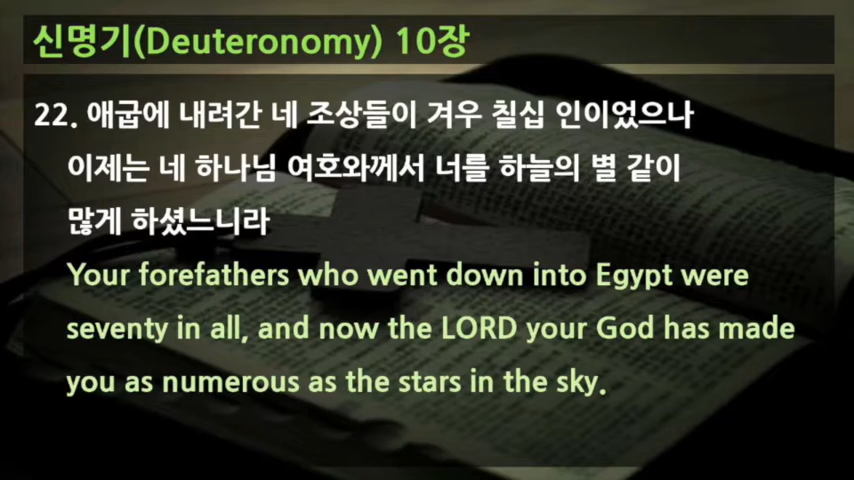 신명기(Deuteronomy) 10장
22. 애굽에 내려간 네 조상들이 겨우 칠십 인이었으나
이제는 네 하나님 여호와께서 너를 하늘의 별 같이
많게 하셨느니라
Your forefathers who went down into Egypt were
seventy in all, and now the LORD your God has made
you as numerous as the stars in the sky.